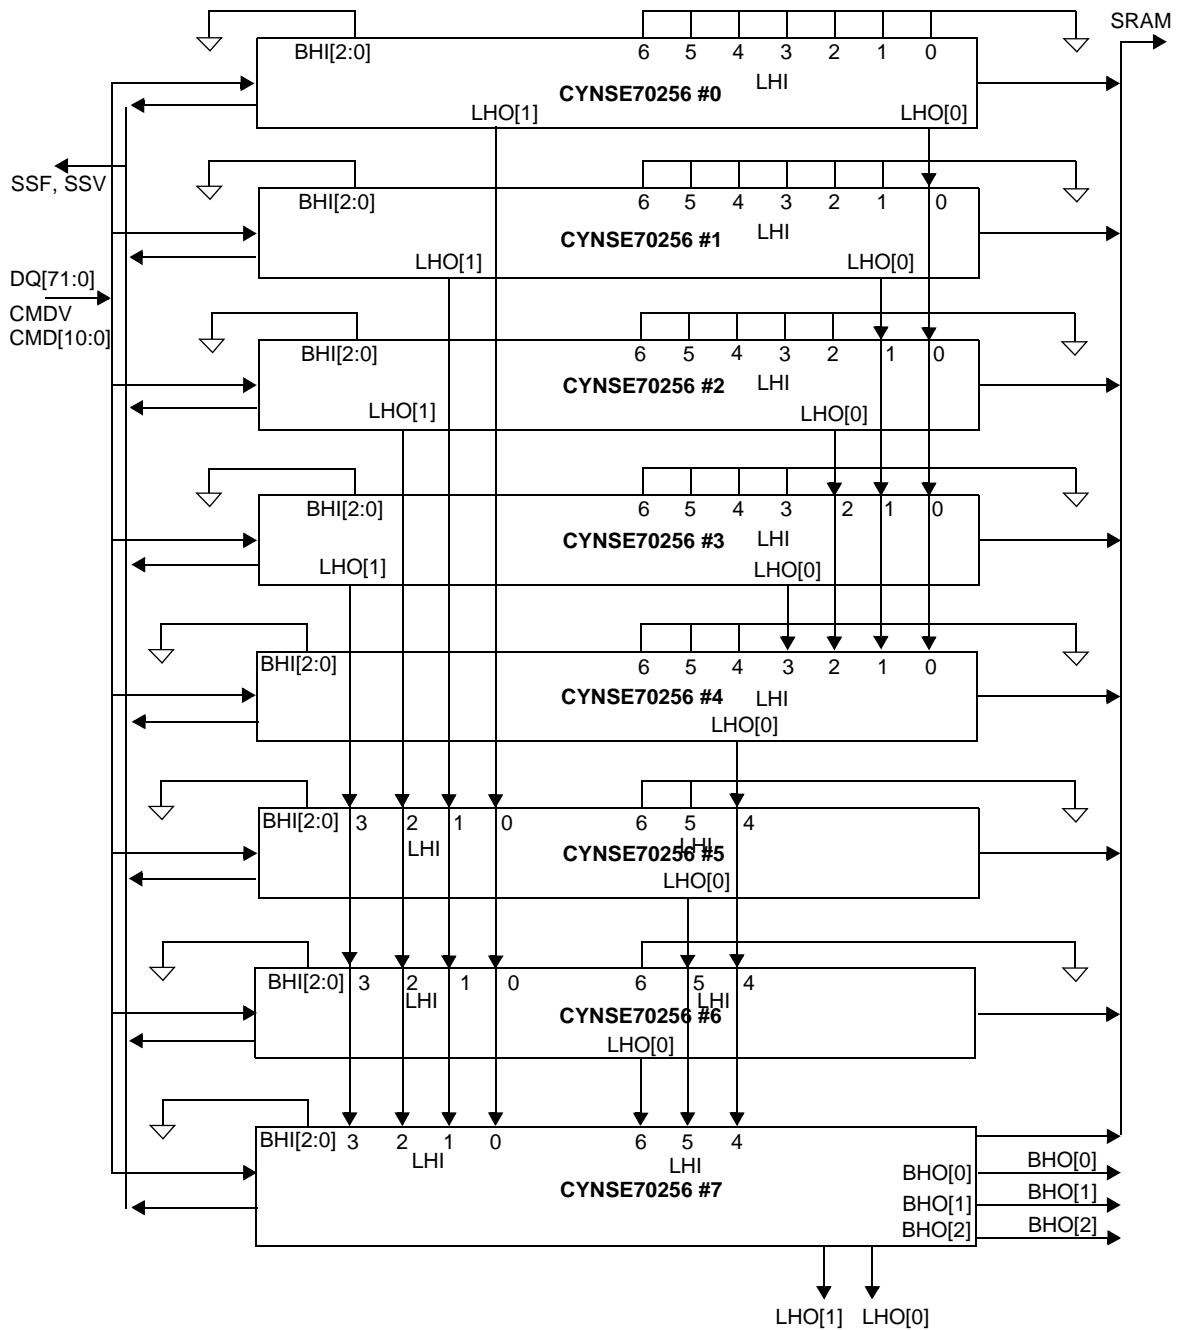 SRAM
BHI[2:0] 6 5 4 3 2 1 0
LHI
CYNSE70256 #0
LHO[1] LHO[0]
SSF, SSV
BHI[2:0] 6 5 4 3 2 1 0
LHI
CYNSE70256 #1
LHO[1] LHO[0]
DQ[71:0]
CMDV
CMD[10:0]
BHI[2:0] 6 5 4 3 2 1 0
LHI
CYNSE70256 #2
LHO[1] LHO[0]
BHI[2:0] 6 5 4 3 2 1 0
LHI
CYNSE70256 #3
LHO[1] LHO[0]
BHI[2:0] 6 5 4 3 2 1 0
CYNSE70256 #4 LHI
LHO[0]
BHI[2:0] 3 2 1 0 6 5 4
LHI LHI
CYNSE70256 #5
LHO[0]
BHI[2:0] 3 2 1 0 6 5 4
LHI LHI
CYNSE70256 #6
LHO[0]
BHI[2:0] 3 2 1 0 6 5 4
LHI LHI
CYNSE70256 #7
BHO[0] BHO[0]
BHO[1] BHO[1]
BHO[2] BHO[2]
LHO[1] LHO[0]